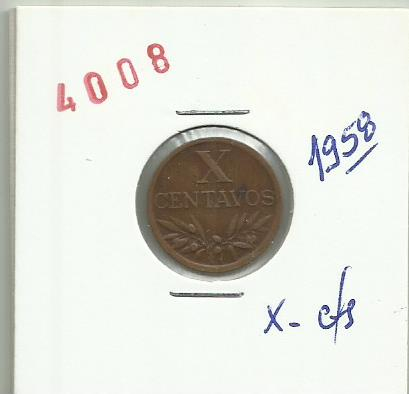 4008
1958
X
CENTAVOS
X - c/s